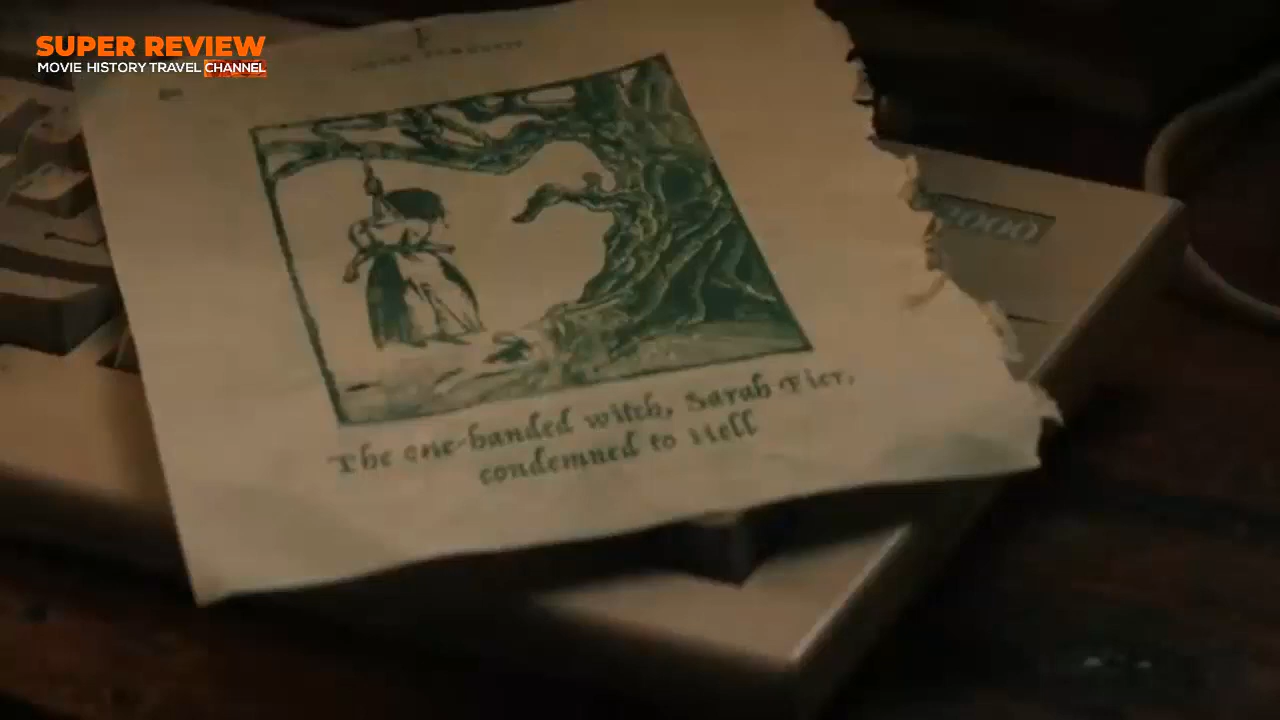 SUPER REVIEW
MOVIE HISTORY TRAVEL CHANNEL
The one-handed witch, Sarah Fier,
condemned to Hell